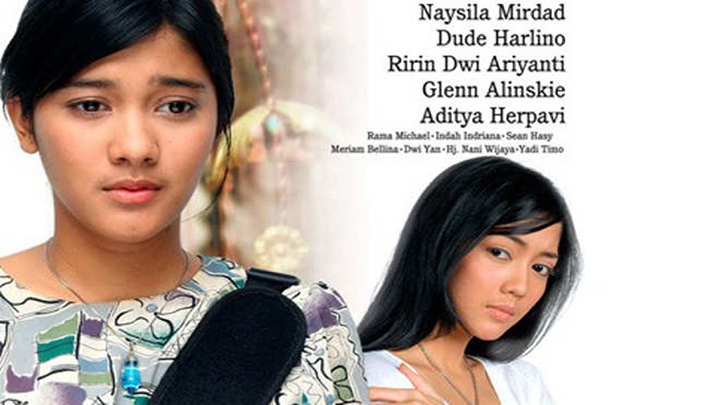 Naysila Mirdad
Dude Harlino
Ririn Dwi Ariyanti
Glenn Alinskie
Aditya Herpavi
Rama Michael • Indah Indriana • Sean Hasy
Meriam Bellina • Dwi Yan • Hj. Nani Wijaya • Yadi Timo